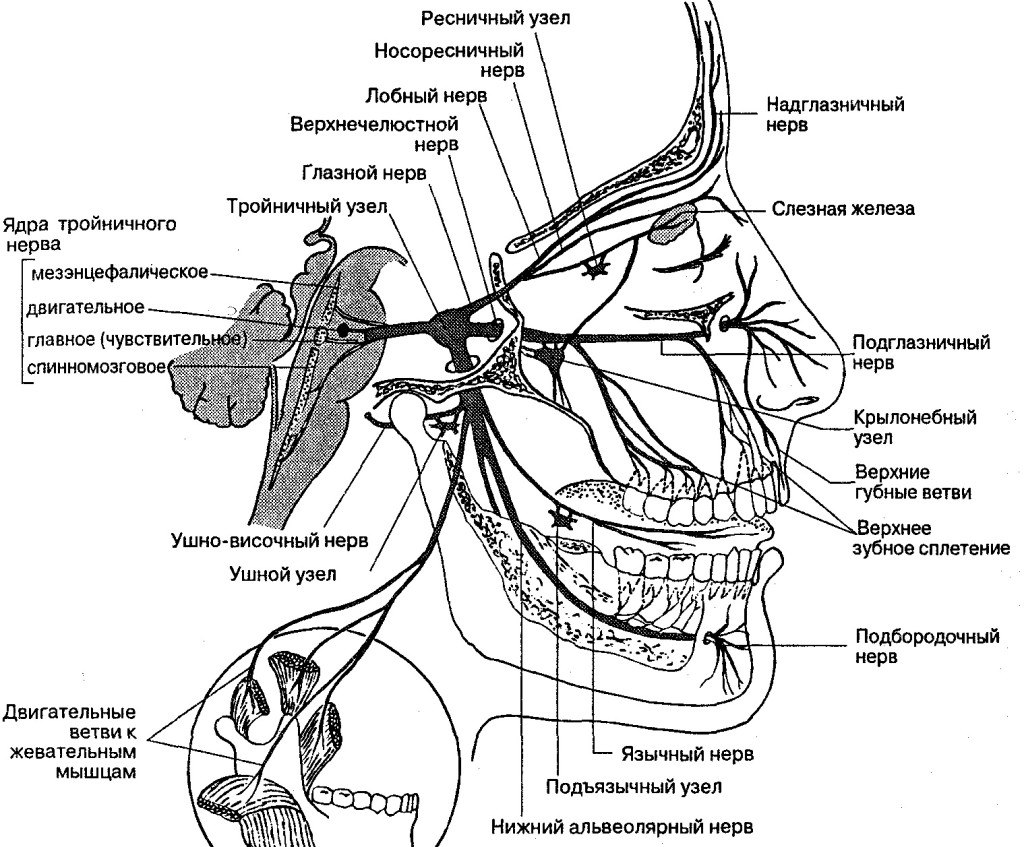 Ресничный узел
Носоресничный
нерв
Лобный нерв
Верхнечелюстной
нерв
Глазной нерв
Тройничный узел
Ядра тройничного
нерва
мезэнцефалическое
двигательное
главное (чувствительное)
спинномозговое
Надглазничный
нерв
Слезная железа
Подглазничный
нерв
Крылонебный
узел
Верхние
губные ветви
Верхнее
зубное сплетение
Ушно-височный нерв
Ушной узел
Подбородочный
нерв
Двигательные
ветви к
жевательным
мышцам
Язычный нерв
Подъязычный узел
Нижний альвеолярный нерв